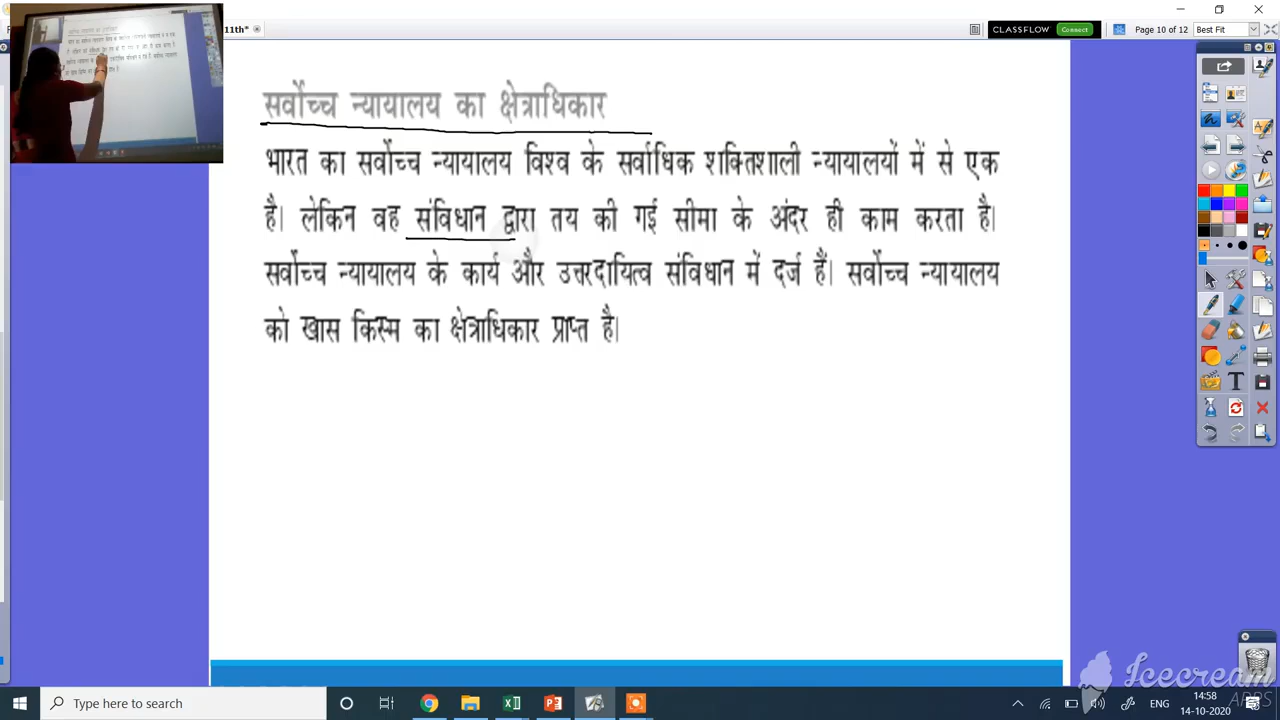 11th*
CLASSFLOW
Connect
Page 10 of 12
Best Fit
सर्वोच्च न्यायालय का क्षेत्राधिकार
भारत का सर्वोच्च न्यायालय विश्व के सर्वाधिक शक्तिशाली न्यायालयों में से एक
है। लेकिन वह संविधान द्वारा तय की गई सीमा के अंदर ही काम करता है।
सर्वोच्च न्यायालय के कार्य और उत्तरदायित्व संविधान में दर्ज हैं। सर्वोच्च न्यायालय
को खास किस्म का क्षेत्राधिकार प्राप्त है।
Icecream
APPS
Type here to search
ENG
14:58
14-10-2020